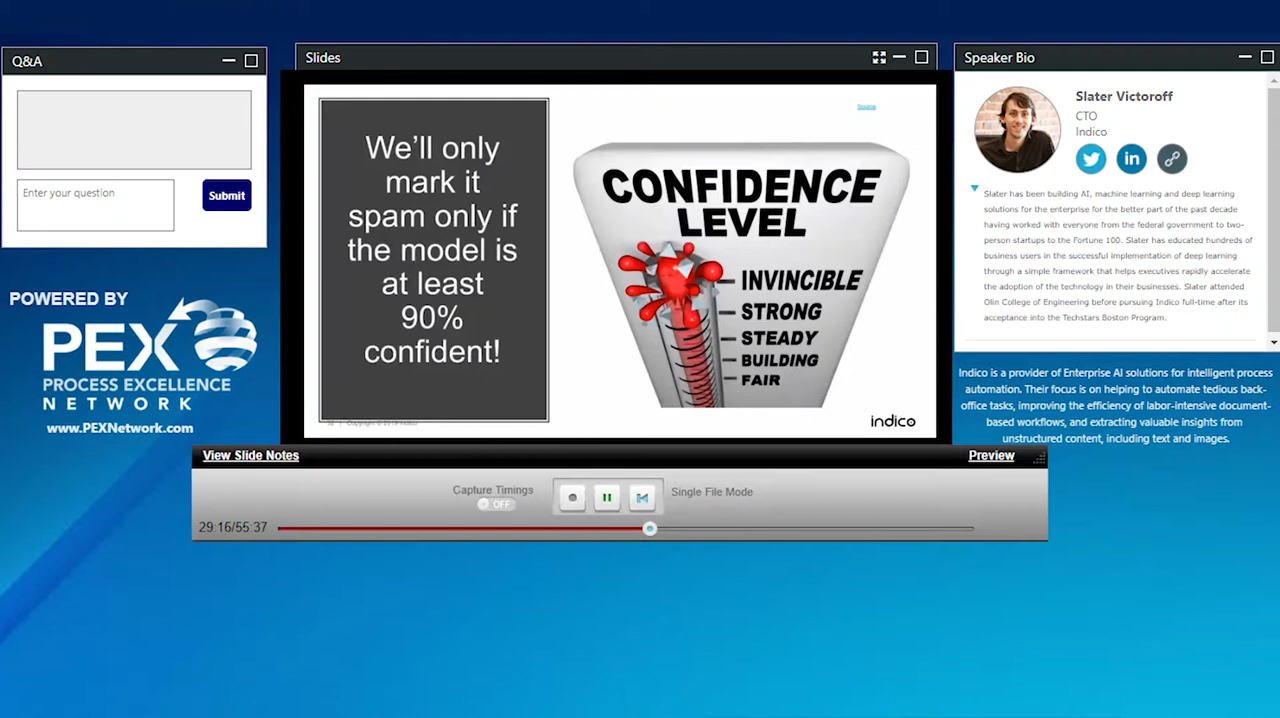 Q&A
Enter your question
Submit
POWERED BY
PEX
PROCESS EXCELLENCE
NETWORK
www.PEXNetwork.com
Slides
We’ll only
mark it
spam only if
the model is
at least
90%
confident!
Source
CONFIDENCE
LEVEL
INVINCIBLE
STRONG
STEADY
BUILDING
FAIR
indico
View Slide Notes
Preview
Capture Timings
OFF
Single File Mode
29:16/55:37
Speaker Bio
Slater Victoroff
CTO
Indico
in
Slater has been building AI, machine learning and deep learning
solutions for the enterprise for the better part of the past decade
having worked with everyone from the federal government to two-
person startups to the Fortune 100. Slater has educated hundreds of
business users in the successful implementation of deep learning
through a simple framework that helps executives rapidly accelerate
the adoption of the technology in their businesses. Slater attended
Olin College of Engineering before pursuing Indico full-time after its
acceptance into the Techstars Boston Program.
Indico is a provider of Enterprise AI solutions for intelligent process
automation. Their focus is on helping to automate tedious back-
office tasks, improving the efficiency of labor-intensive document-
based workflows, and extracting valuable insights from
unstructured content, including text and images.